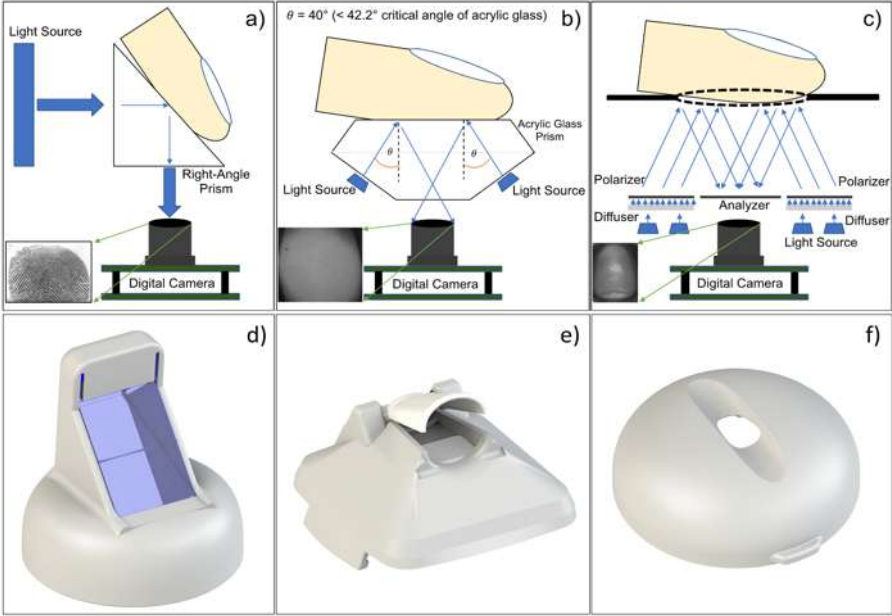 a)
Light Source
Right-Angle
Prism
Digital Camera
b)
θ = 40° (< 42.2° critical angle of acrylic glass)
Acrylic Glass
Prism
θ
θ
Light Source
Light Source
Digital Camera
c)
Polarizer
Polarizer
Analyzer
Diffuser
Diffuser
Light Source
Digital Camera
d)
e)
f)